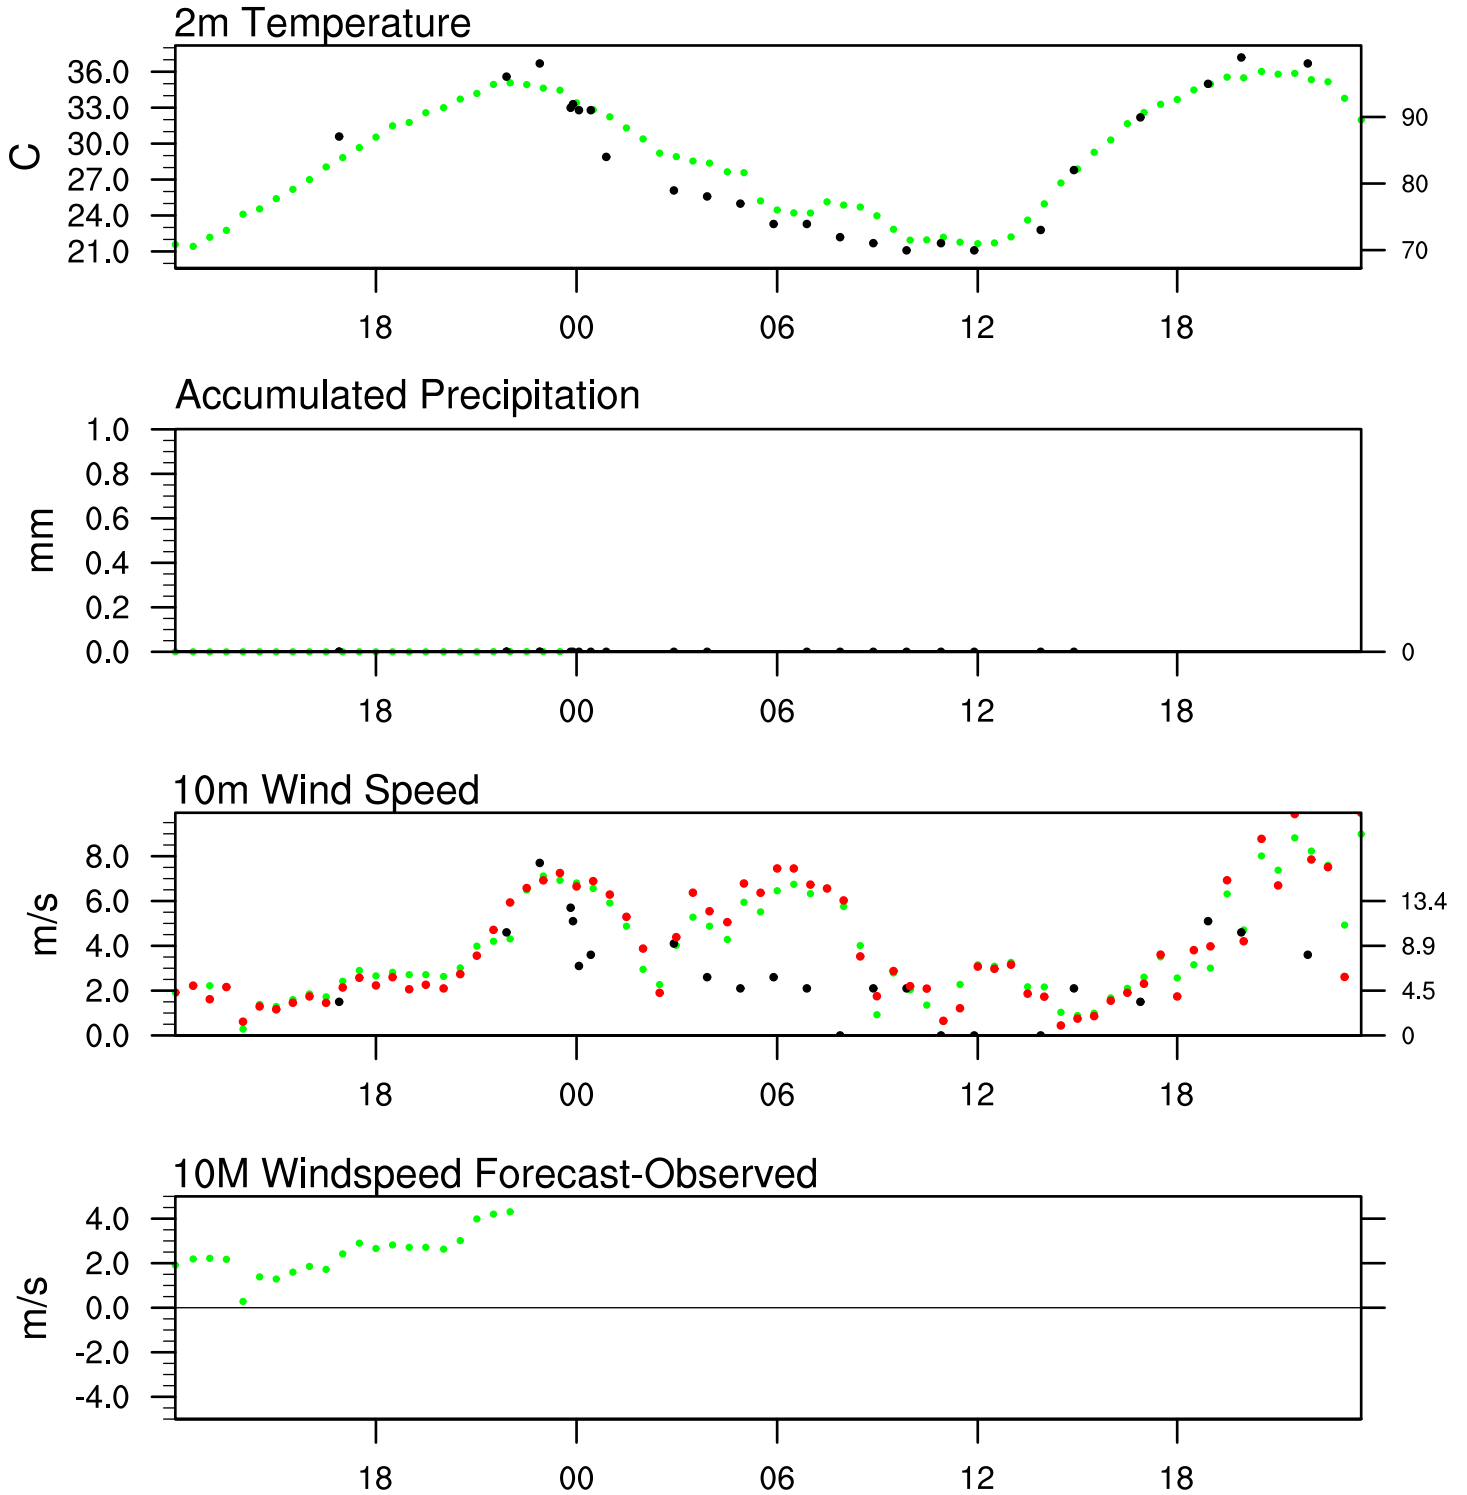 2m Temperature
C
36.0
33.0
30.0
27.0
24.0
21.0
90
80
70
18 00 06 12 18
Accumulated Precipitation
mm
1.0
0.8
0.6
0.4
0.2
0.0
0
18 00 06 12 18
10m Wind Speed
m/s
8.0
6.0
4.0
2.0
0.0
13.4
8.9
4.5
0
18 00 06 12 18
10M Windspeed Forecast-Observed
m/s
4.0
2.0
0.0
-2.0
-4.0
18 00 06 12 18